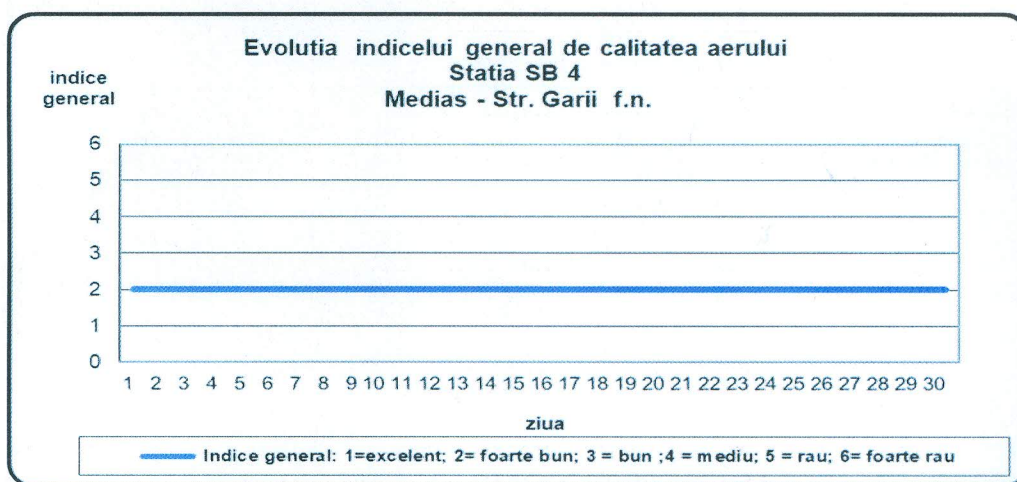 Evolutia indicelui general de calitatea aerului
Statia SB 4
Medias - Str. Garii f.n.
indice
general
6
5
4
3
2
1
0
1 2 3 4 5 6 7 8 9 10 11 12 13 14 15 16 17 18 19 20 21 22 23 24 25 26 27 28 29 30
ziua
Indice general: 1=excelent; 2= foarte bun; 3 = bun ;4 = mediu; 5 = rau; 6= foarte rau